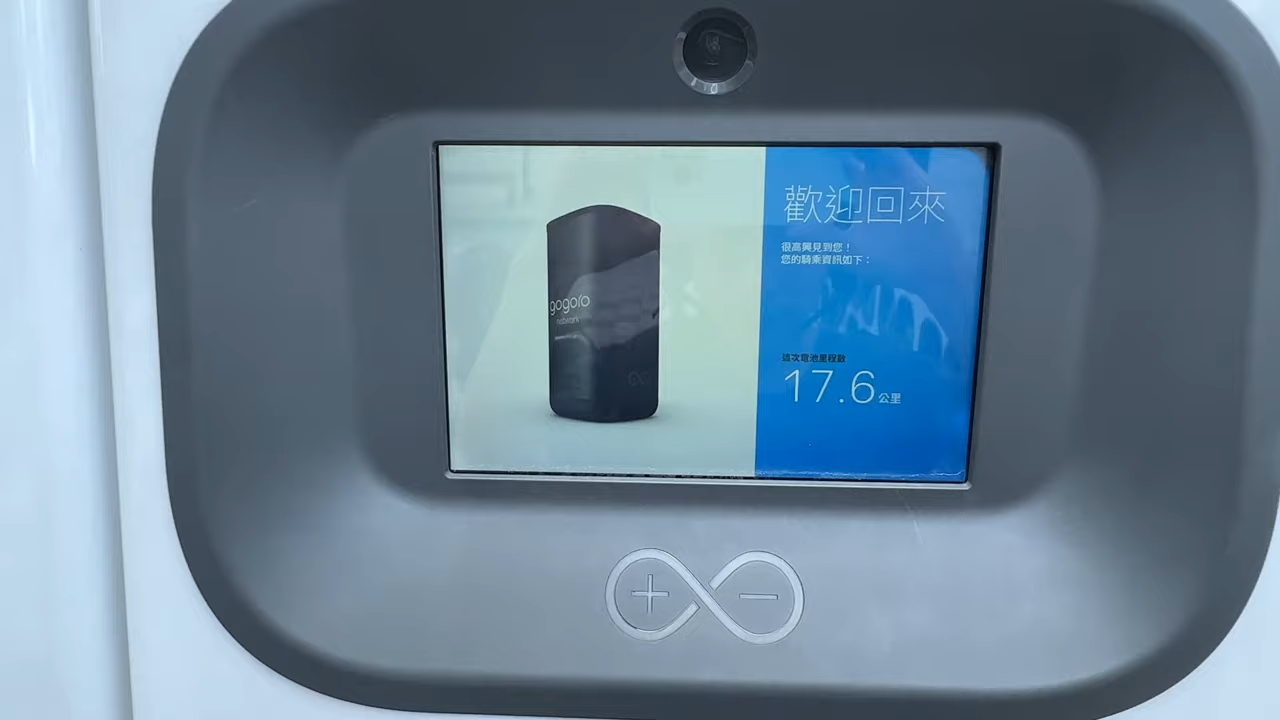 gogoro
network
歡迎回來
很高興見到您！
您的騎乘資訊如下：
這次電池里程數
17.6公里